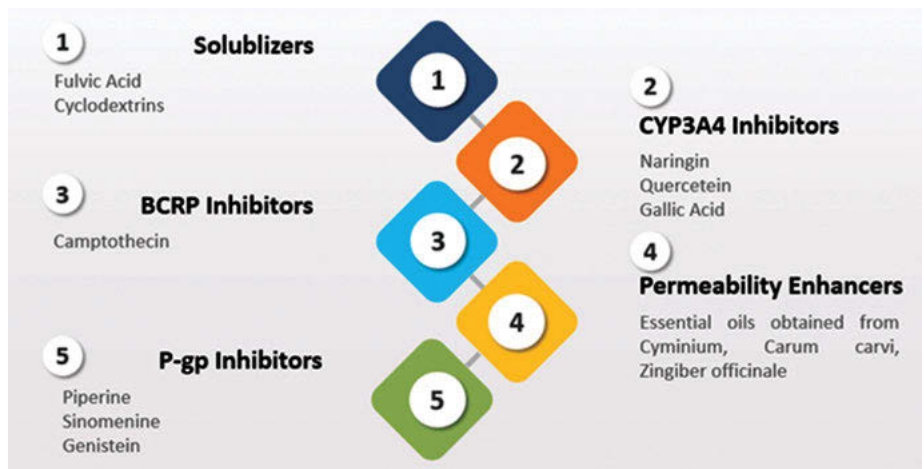 1
Solublizers
Fulvic Acid
Cyclodextrins
1
2
CYP3A4 Inhibitors
Naringin
Quercetein
Gallic Acid
2
3
BCRP Inhibitors
Camptothecin
3
4
Permeability Enhancers
Essential oils obtained from
Cyminium, Carum carvi,
Zingiber officinale
4
5
P-gp Inhibitors
Piperine
Sinomenine
Genistein
5